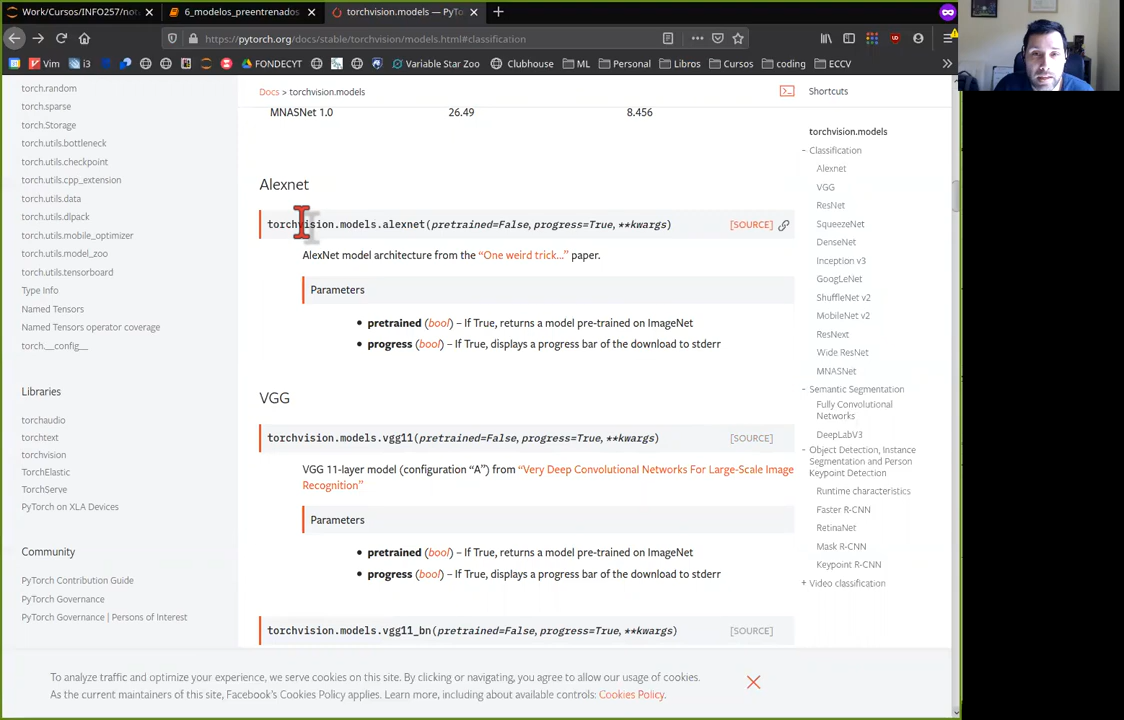 Work/Cursos/INFO257/not
6_modelos_preentrenados
torchvision.models — PyTo
https://pytorch.org/docs/stable/torchvision/models.html#classification
Vim
i3
FONDECYT
Variable Star Zoo
Clubhouse
ML
Personal
Libros
Cursos
coding
ECCV
torch.random
torch.sparse
torch.Storage
torch.utils.bottleneck
torch.utils.checkpoint
torch.utils.cpp_extension
torch.utils.data
torch.utils.dlpack
torch.utils.mobile_optimizer
torch.utils.model_zoo
torch.utils.tensorboard
Type Info
Named Tensors
Named Tensors operator coverage
torch.__config__
Libraries
torchaudio
torchtext
torchvision
TorchElastic
TorchServe
PyTorch on XLA Devices
Community
PyTorch Contribution Guide
PyTorch Governance
PyTorch Governance | Persons of Interest
Docs > torchvision.models
MNASNet 1.0 26.49 8.456
Alexnet
torchvision.models.alexnet(pretrained=False, progress=True, **kwargs) [SOURCE]
AlexNet model architecture from the “One weird trick…” paper.
Parameters
• pretrained (bool) – If True, returns a model pre-trained on ImageNet
• progress (bool) – If True, displays a progress bar of the download to stderr
VGG
torchvision.models.vgg11(pretrained=False, progress=True, **kwargs) [SOURCE]
VGG 11-layer model (configuration “A”) from “Very Deep Convolutional Networks For Large-Scale Image
Recognition”
Parameters
• pretrained (bool) – If True, returns a model pre-trained on ImageNet
• progress (bool) – If True, displays a progress bar of the download to stderr
torchvision.models.vgg11_bn(pretrained=False, progress=True, **kwargs) [SOURCE]
Shortcuts
torchvision.models
− Classification
Alexnet
VGG
ResNet
SqueezeNet
DenseNet
Inception v3
GoogLeNet
ShuffleNet v2
MobileNet v2
ResNext
Wide ResNet
MNASNet
− Semantic Segmentation
Fully Convolutional
Networks
DeepLabV3
− Object Detection, Instance
Segmentation and Person
Keypoint Detection
Runtime characteristics
Faster R-CNN
RetinaNet
Mask R-CNN
Keypoint R-CNN
+ Video classification
To analyze traffic and optimize your experience, we serve cookies on this site. By clicking or navigating, you agree to allow our usage of cookies.
As the current maintainers of this site, Facebook’s Cookies Policy applies. Learn more, including about available controls: Cookies Policy.